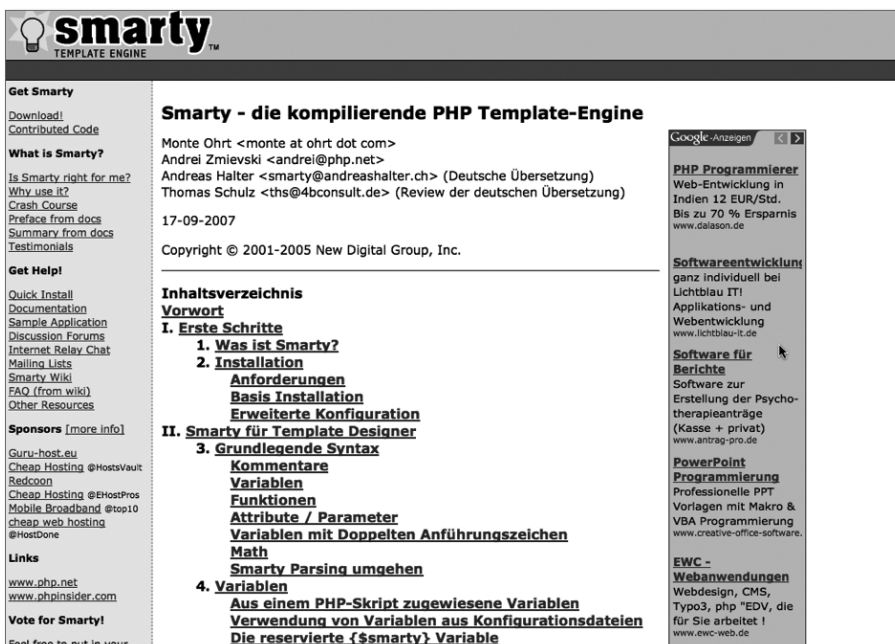 smarty
TEMPLATE ENGINE
TM
Get Smarty
Download!
Contributed Code
What is Smarty?
Is Smarty right for me?
Why use it?
Crash Course
Preface from docs
Summary from docs
Testimonials
Get Help!
Quick Install
Documentation
Sample Application
Discussion Forums
Internet Relay Chat
Mailing Lists
Smarty Wiki
FAQ (from wiki)
Other Resources
Sponsors [more info]
Guru-host.eu
Cheap Hosting @HostsVault
Redcoon
Cheap Hosting @EHostPros
Mobile Broadband @top10
cheap web hosting
@HostDone
Links
www.php.net
www.phpinsider.com
Vote for Smarty!
Feel free to put in your
Smarty - die kompilierende PHP Template-Engine
Monte Ohrt <monte at ohrt dot com>
Andrei Zmievski <andrei@php.net>
Andreas Halter <smarty@andreashalter.ch> (Deutsche Übersetzung)
Thomas Schulz <ths@4bconsult.de> (Review der deutschen Übersetzung)
17-09-2007
Copyright © 2001-2005 New Digital Group, Inc.
Inhaltsverzeichnis
Vorwort
I. Erste Schritte
1. Was ist Smarty?
2. Installation
Anforderungen
Basis Installation
Erweiterte Konfiguration
II. Smarty für Template Designer
3. Grundlegende Syntax
Kommentare
Variablen
Funktionen
Attribute / Parameter
Variablen mit Doppelten Anführungszeichen
Math
Smarty Parsing umgehen
4. Variablen
Aus einem PHP-Skript zugewiesene Variablen
Verwendung von Variablen aus Konfigurationsdateien
Die reservierte {$smarty} Variable
Google-Anzeigen
PHP Programmierer
Web-Entwicklung in
Indien 12 EUR/Std.
Bis zu 70 % Ersparnis
www.daiason.de
Softwareentwicklung
ganz individuell bei
Lichtblau IT!
Applikations- und
Webentwicklung
www.lichtblau-it.de
Software für
Berichte
Software zur
Erstellung der Psycho-
therapieanträge
(Kasse + privat)
www.antrag-pro.de
PowerPoint
Programmierung
Professionelle PPT
Vorlagen mit Makro &
VBA Programmierung
www.creative-office-software.
EWC -
Webanwendungen
Webdesign, CMS,
Typo3, php "EDV, die
für Sie arbeitet !
www.ewc-web.de